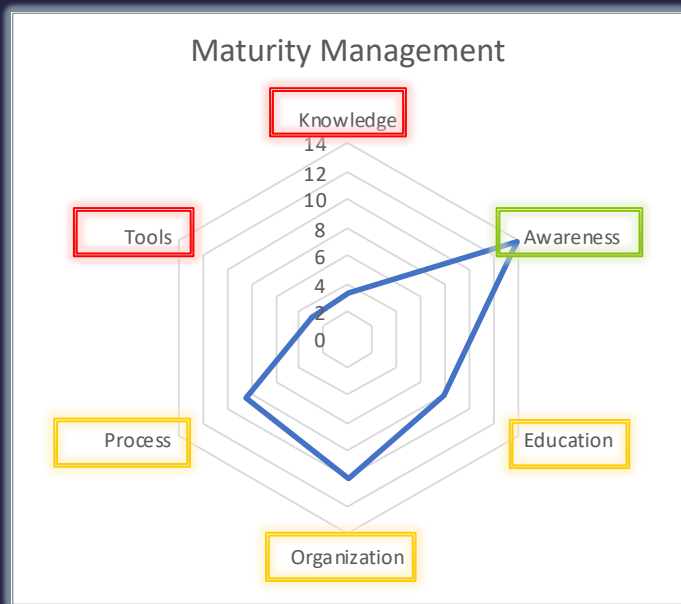 Maturity Management
Knowledge
14
12
10
8
6
4
2
0
Tools
Awareness
Process
Education
Organization